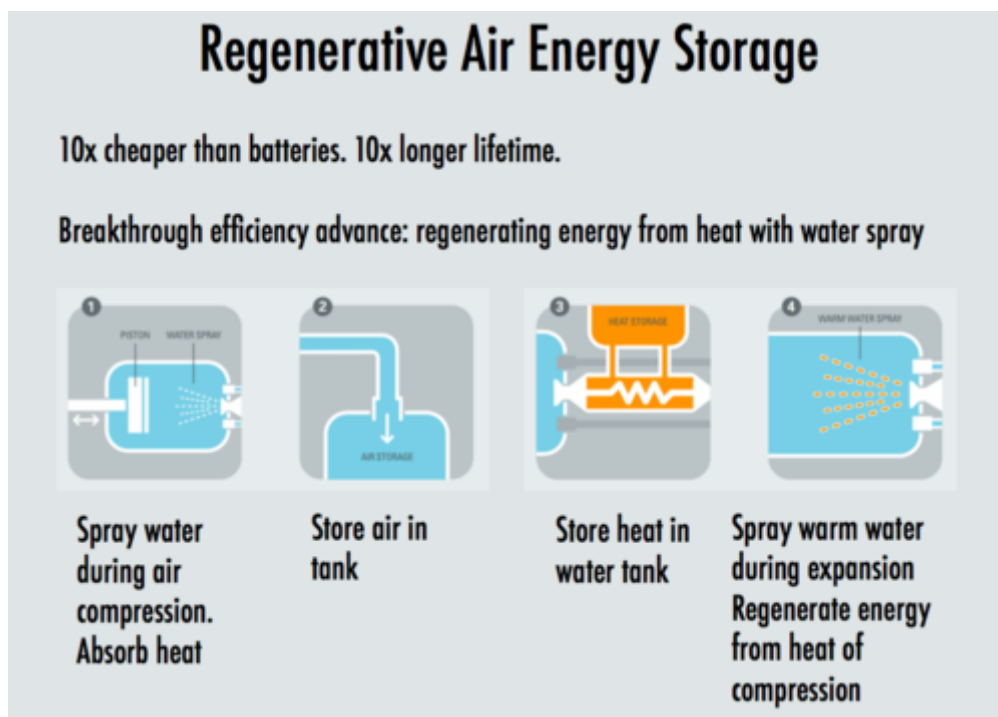 Regenerative Air Energy Storage
10x cheaper than batteries. 10x longer lifetime.
Breakthrough efficiency advance: regenerating energy from heat with water spray
1
PISTON
WATER SPRAY
2
AIR STORAGE
3
HEAT STORAGE
4
WARM WATER SPRAY
Spray water
during air
compression.
Absorb heat
Store air in
tank
Store heat in
water tank
Spray warm water
during expansion
Regenerate energy
from heat of
compression